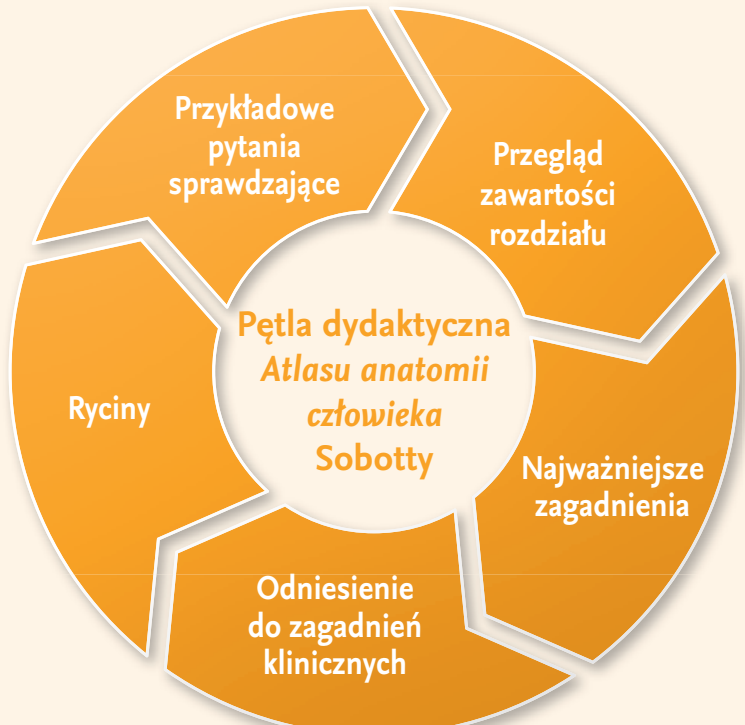 Przykładowe
pytania
sprawdzające
Przegląd
zawartości
rozdziału
Pętla dydaktyczna
Atlasu anatomii
człowieka
Sobotty
Ryciny
Najważniejsze
zagadnienia
Odniesienie
do zagadnień
klinicznych